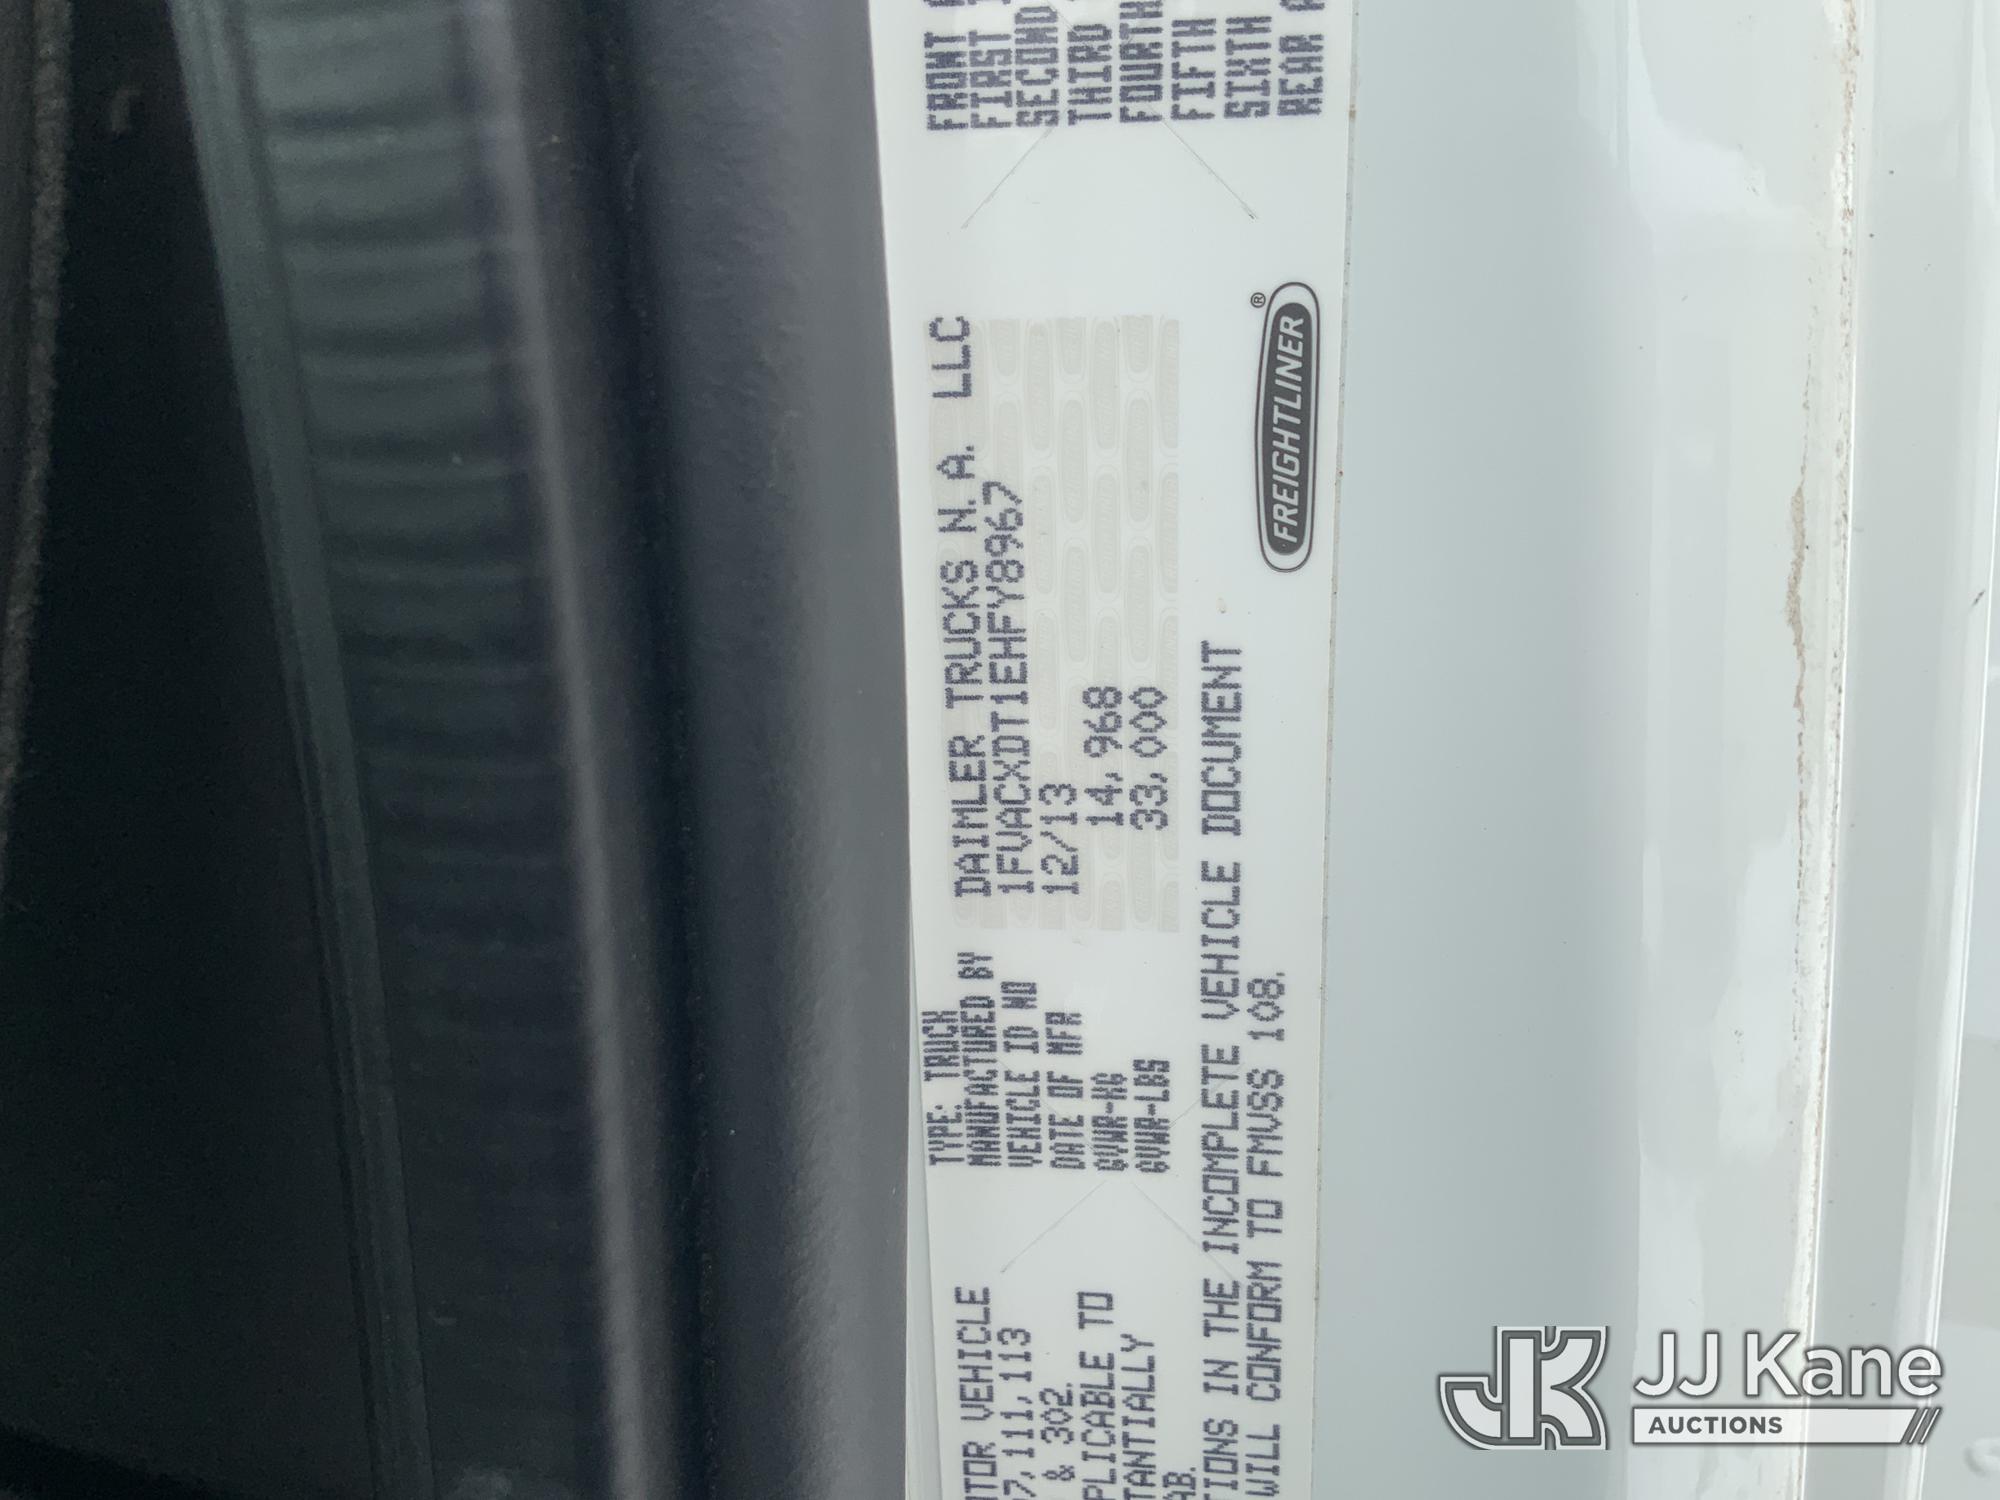 NTOR VEHICLE
7, 111, 113
& 302.
PLICABLE TO
TANTIALLY
AB.
TIONS IN THE INCOMPLETE VEHICLE DOCUMENT
WILL CONFORM TO FMVSS 108.
TYPE: TRUCK
MANUFACTURED BY DAIMLER TRUCKS N.A. LLC
VEHICLE ID NO 1FVACXDT1EHFY8967
DATE OF MFR 12/13
GVWR-KG 14,968
GVWR-LBS 33,000
FREIGHTLINER®
FRONT
FIRST
SECOND
THIRD
FOURTH
FIFTH
SIXTH
REAR
JK JJ Kane
AUCTIONS